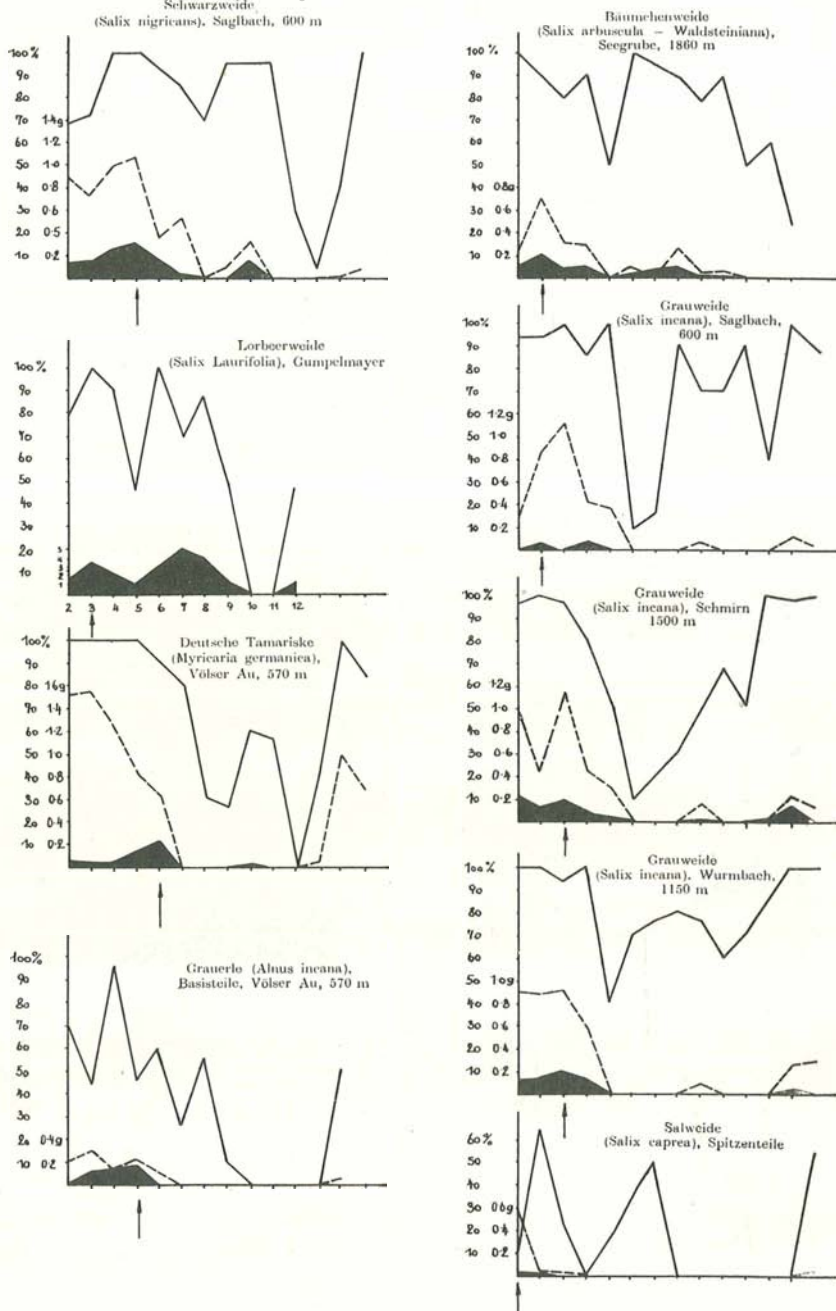 Schwarzweide
(Salix nigricans), Saglbach, 600 m
100%
90
80
70 1·4g
60 1·2
50 1·0
40 0·8
30 0·6
20 0·5
10 0·2
Lorbeerweide
(Salix Laurifolia), Gumpelmayer
100%
90
80
70
60
50
40
30
20 5
4
3
10 2
1
2 3 4 5 6 7 8 9 10 11 12
Deutsche Tamariske
(Myricaria germanica),
Völser Au, 570 m
100%
90
80 1·6g
70 1·4
60 1·2
50 1·0
40 0·8
30 0·6
20 0·4
10 0·2
Grauerle (Alnus incana),
Basisteile, Völser Au, 570 m
100%
90
80
70
60
50
40
30
20 0·4g
10 0·2
Bäumchenweide
(Salix arbuscula – Waldsteiniana),
Seegrube, 1860 m
100%
90
80
70
60
50
40 0·8g
30 0·6
20 0·4
10 0·2
Grauweide
(Salix incana), Saglbach,
600 m
100%
90
80
70
60 1·2g
50 1·0
40 0·8
30 0·6
20 0·4
10 0·2
Grauweide
(Salix incana), Schmirn
1500 m
100%
90
80
70
60 1·2g
50 1·0
40 0·8
30 0·6
20 0·4
10 0·2
Grauweide
(Salix incana), Wurmbach,
1150 m
100%
90
80
70
60
50 1·0g
40 0·8
30 0·6
20 0·4
10 0·2
Salweide
(Salix caprea), Spitzenteile
60%
50
40
30 0·6g
20 0·4
10 0·2